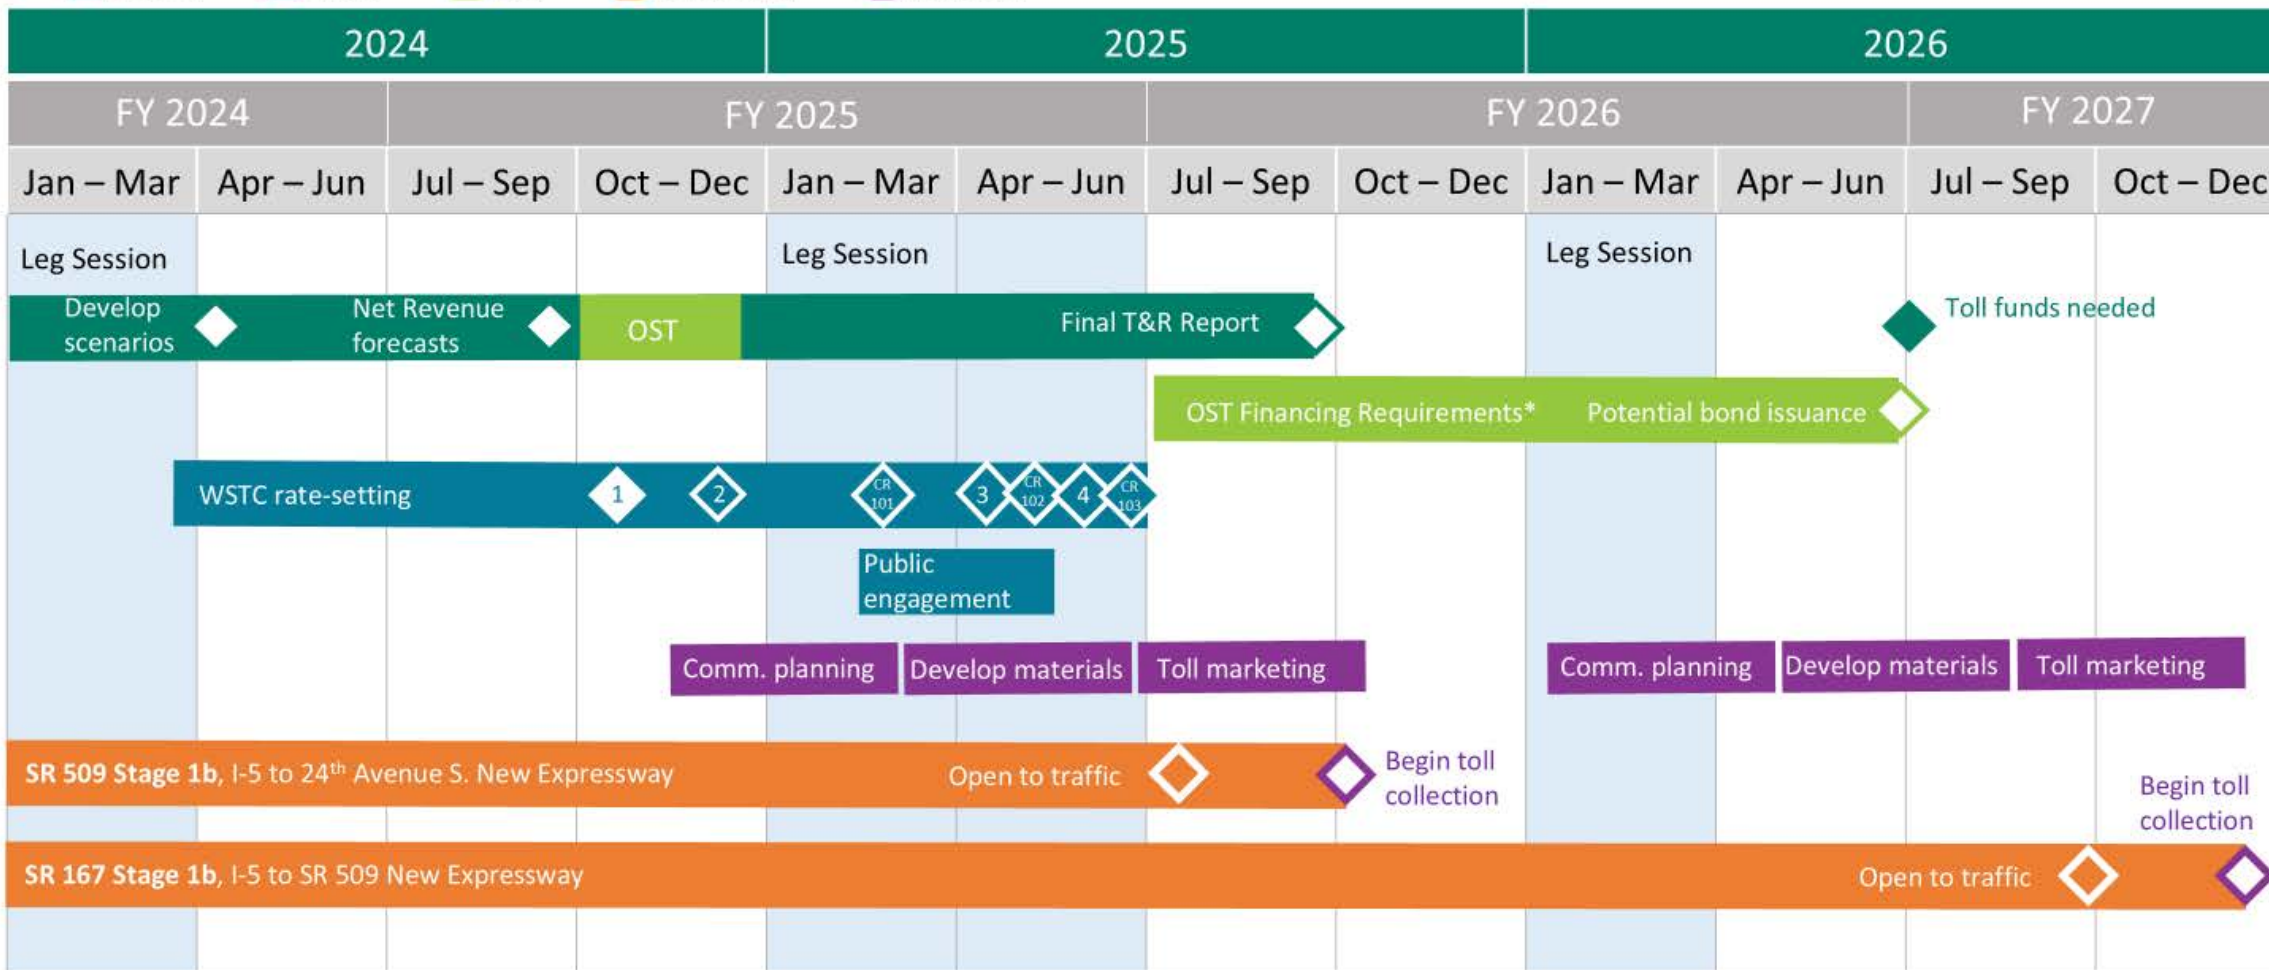 2024 2025 2026
FY 2024 FY 2025 FY 2026 FY 2027
Jan – Mar Apr – Jun Jul – Sep Oct – Dec Jan – Mar Apr – Jun Jul – Sep Oct – Dec Jan – Mar Apr – Jun Jul – Sep Oct – Dec
Leg Session Leg Session Leg Session
Develop
scenarios
Net Revenue
forecasts
OST
Final T&R Report
Toll funds needed
OST Financing Requirements* Potential bond issuance
WSTC rate-setting
1
2
CR
101
3
CR
102
4
CR
103
Public
engagement
Comm. planning Develop materials Toll marketing Comm. planning Develop materials Toll marketing
SR 509 Stage 1b, I-5 to 24th Avenue S. New Expressway Open to traffic
Begin toll
collection
Begin toll
collection
SR 167 Stage 1b, I-5 to SR 509 New Expressway Open to traffic